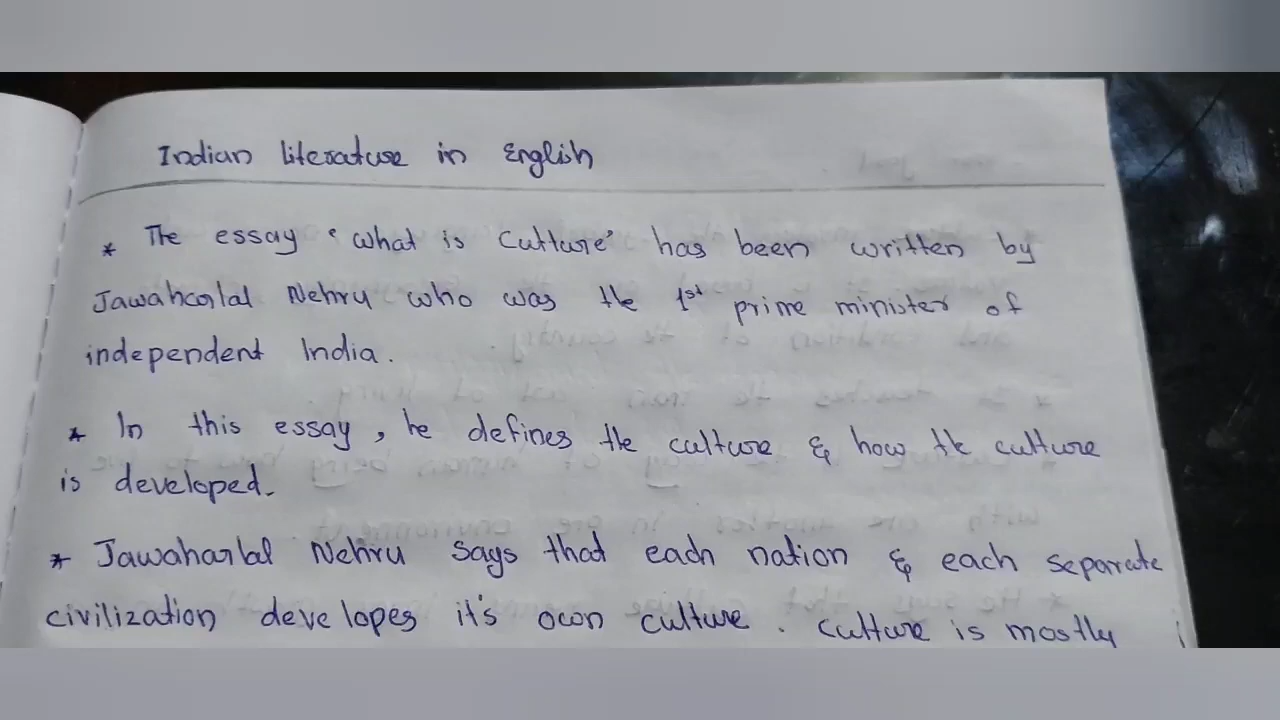 Indian literature in English
* The essay 'what is culture' has been written by
Jawaharlal Nehru who was the 1st prime minister of
independent India.
* In this essay, he defines the culture & how the culture
is developed.
* Jawaharlal Nehru says that each nation & each separate
civilization developes it's own culture. Culture is mostly